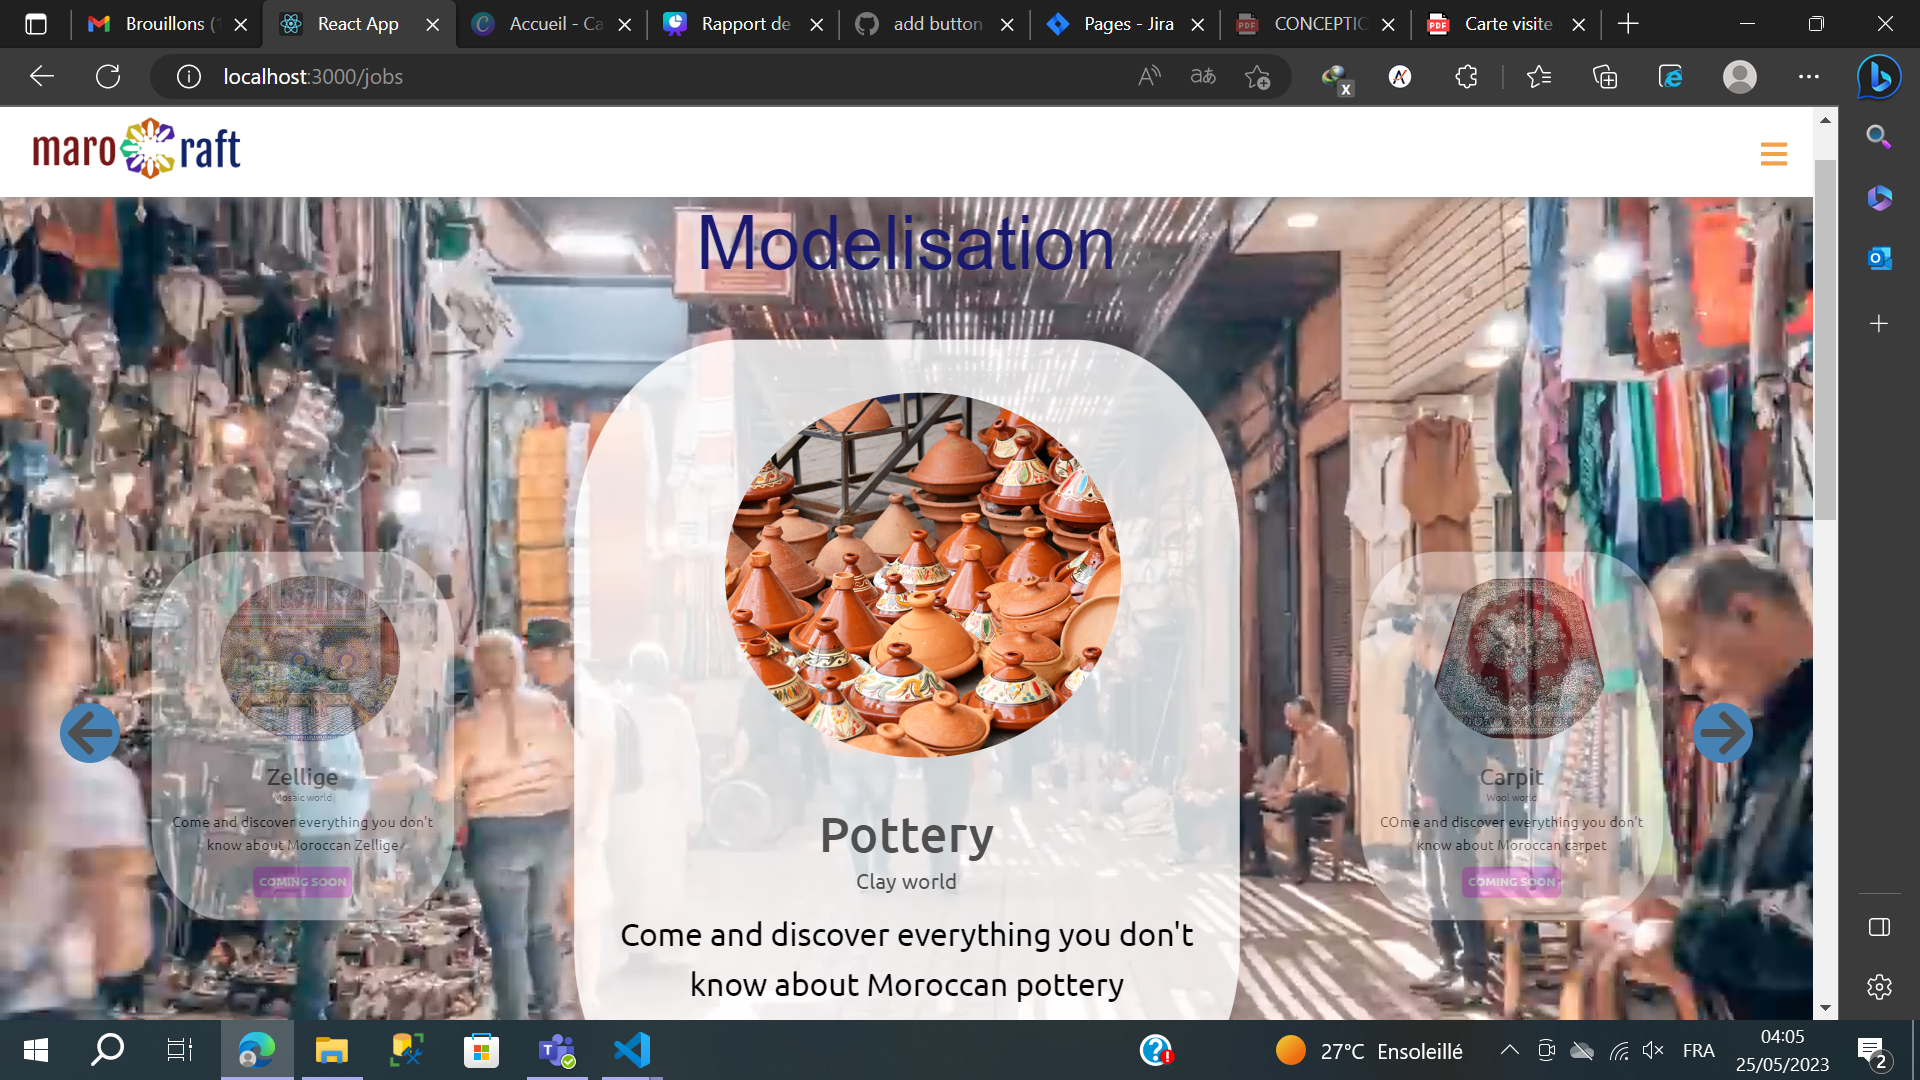 Brouillons (
React App
Accueil - Ca
Rapport de
add button
Pages - Jira
CONCEPTIO
Carte visite
localhost:3000/jobs
maro raft
Modelisation
Zellige
Mosaic world
Come and discover everything you don't
know about Moroccan Zellige
COMING SOON
Pottery
Clay world
Come and discover everything you don't
know about Moroccan pottery
Carpit
Wool world
COme and discover everything you don't
know about Moroccan carpet
COMING SOON
27°C Ensoleillé
FRA
04:05
25/05/2023
2